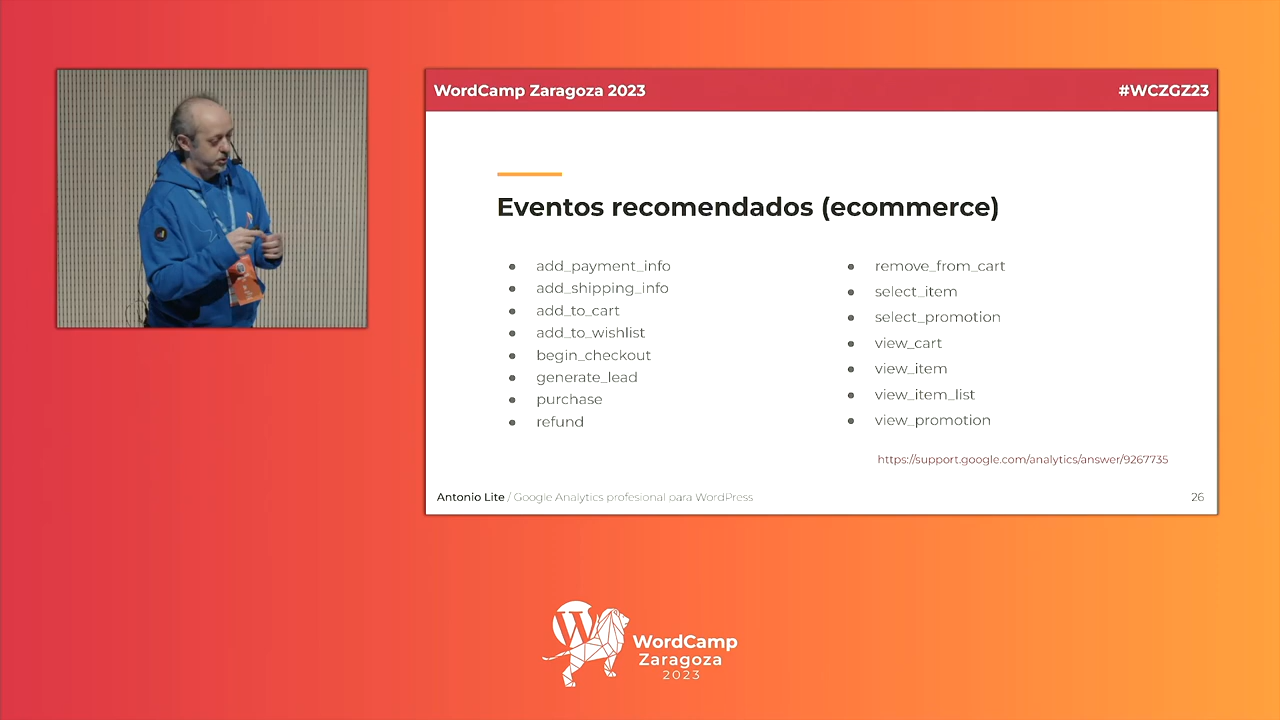 WordCamp Zaragoza 2023
#WCZGZ23
Eventos recomendados (ecommerce)
add_payment_info
add_shipping_info
add_to_cart
add_to_wishlist
begin_checkout
generate_lead
purchase
refund
remove_from_cart
select_item
select_promotion
view_cart
view_item
view_item_list
view_promotion
https://support.google.com/analytics/answer/9267735
Antonio Lite / Google Analytics profesional para WordPress
26
WordCamp
Zaragoza
2023